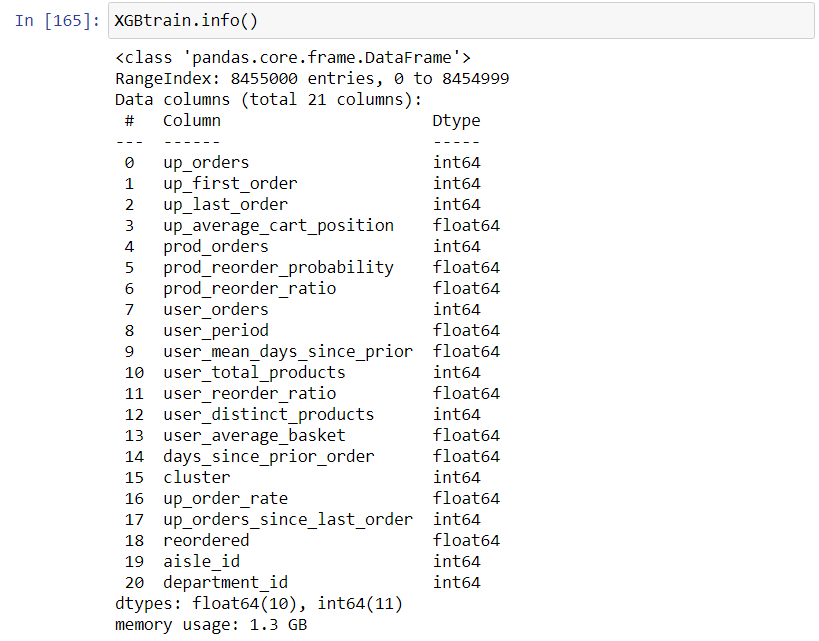 In [165]: XGBtrain.info()
<class 'pandas.core.frame.DataFrame'>
RangeIndex: 8455000 entries, 0 to 8454999
Data columns (total 21 columns):
 #   Column                     Dtype
---  ------                     -----
 0   up_orders                  int64
 1   up_first_order             int64
 2   up_last_order              int64
 3   up_average_cart_position   float64
 4   prod_orders                int64
 5   prod_reorder_probability   float64
 6   prod_reorder_ratio         float64
 7   user_orders                int64
 8   user_period                float64
 9   user_mean_days_since_prior float64
 10  user_total_products        int64
 11  user_reorder_ratio         float64
 12  user_distinct_products     int64
 13  user_average_basket        float64
 14  days_since_prior_order     float64
 15  cluster                    int64
 16  up_order_rate              float64
 17  up_orders_since_last_order int64
 18  reordered                  float64
 19  aisle_id                   int64
 20  department_id              int64
dtypes: float64(10), int64(11)
memory usage: 1.3 GB